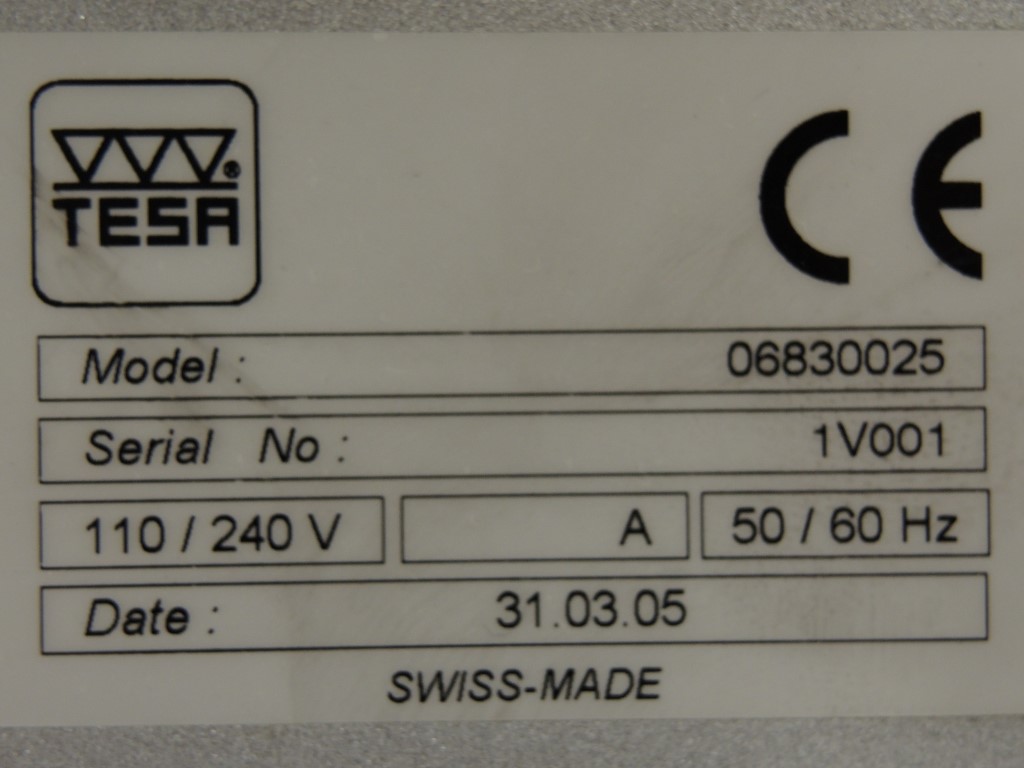 TESA
CE
Model : 06830025
Serial No : 1V001
110 / 240 V A 50 / 60 Hz
Date : 31.03.05
SWISS-MADE